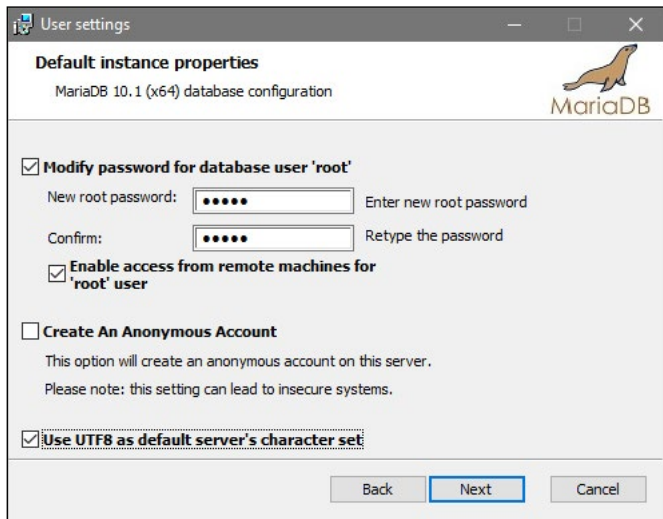 User settings
Default instance properties
MariaDB 10.1 (x64) database configuration
MariaDB
Modify password for database user 'root'
New root password: ●●●●● Enter new root password
Confirm: ●●●●● Retype the password
Enable access from remote machines for
'root' user
Create An Anonymous Account
This option will create an anonymous account on this server.
Please note: this setting can lead to insecure systems.
Use UTF8 as default server's character set
Back Next Cancel